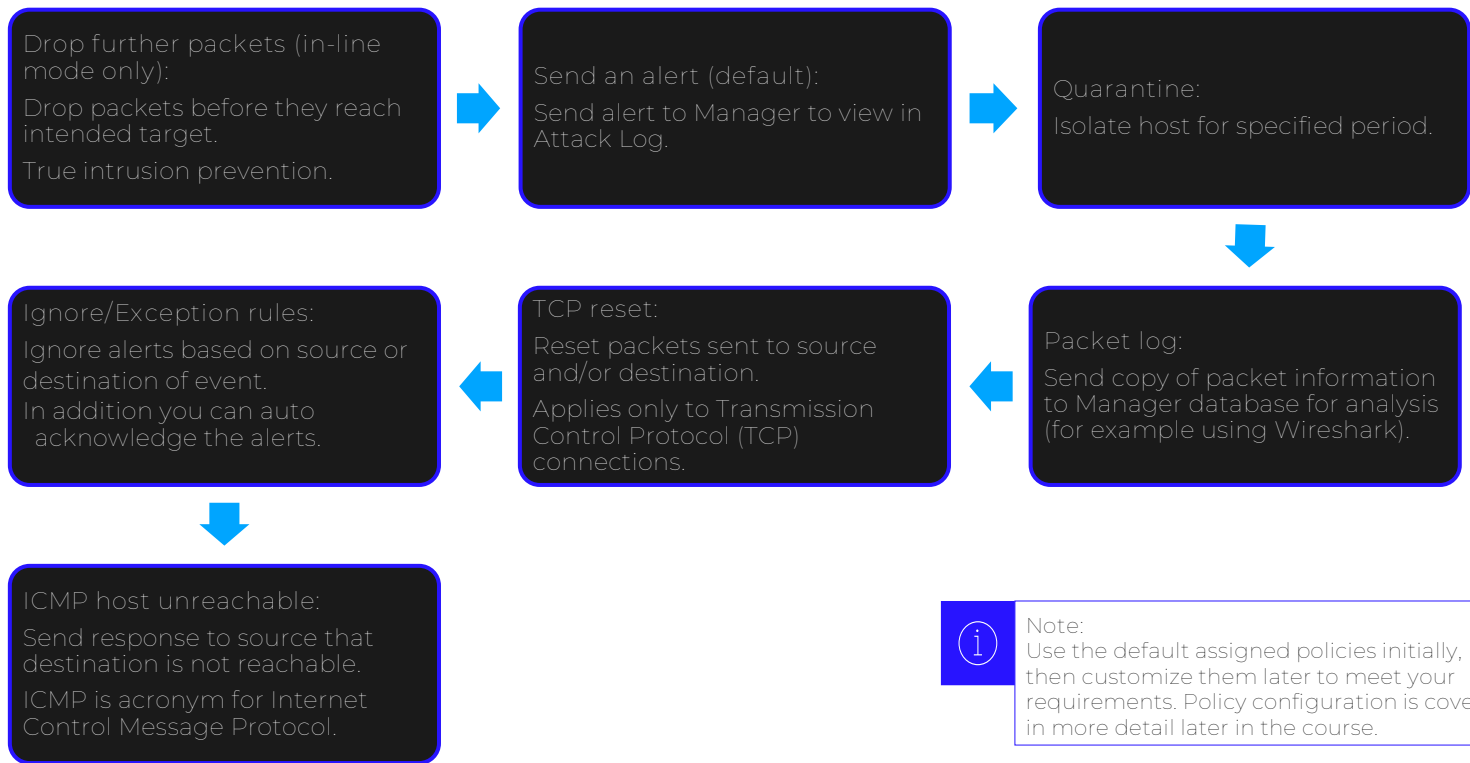 Drop further packets (in-line
mode only):
Drop packets before they reach
intended target.
True intrusion prevention.
Send an alert (default):
Send alert to Manager to view in
Attack Log.
Quarantine:
Isolate host for specified period.
Packet log:
Send copy of packet information
to Manager database for analysis
(for example using Wireshark).
TCP reset:
Reset packets sent to source
and/or destination.
Applies only to Transmission
Control Protocol (TCP)
connections.
Ignore/Exception rules:
Ignore alerts based on source or
destination of event.
In addition you can auto
acknowledge the alerts.
ICMP host unreachable:
Send response to source that
destination is not reachable.
ICMP is acronym for Internet
Control Message Protocol.
Note:
Use the default assigned policies initially,
then customize them later to meet your
requirements. Policy configuration is
in more detail later in the course.